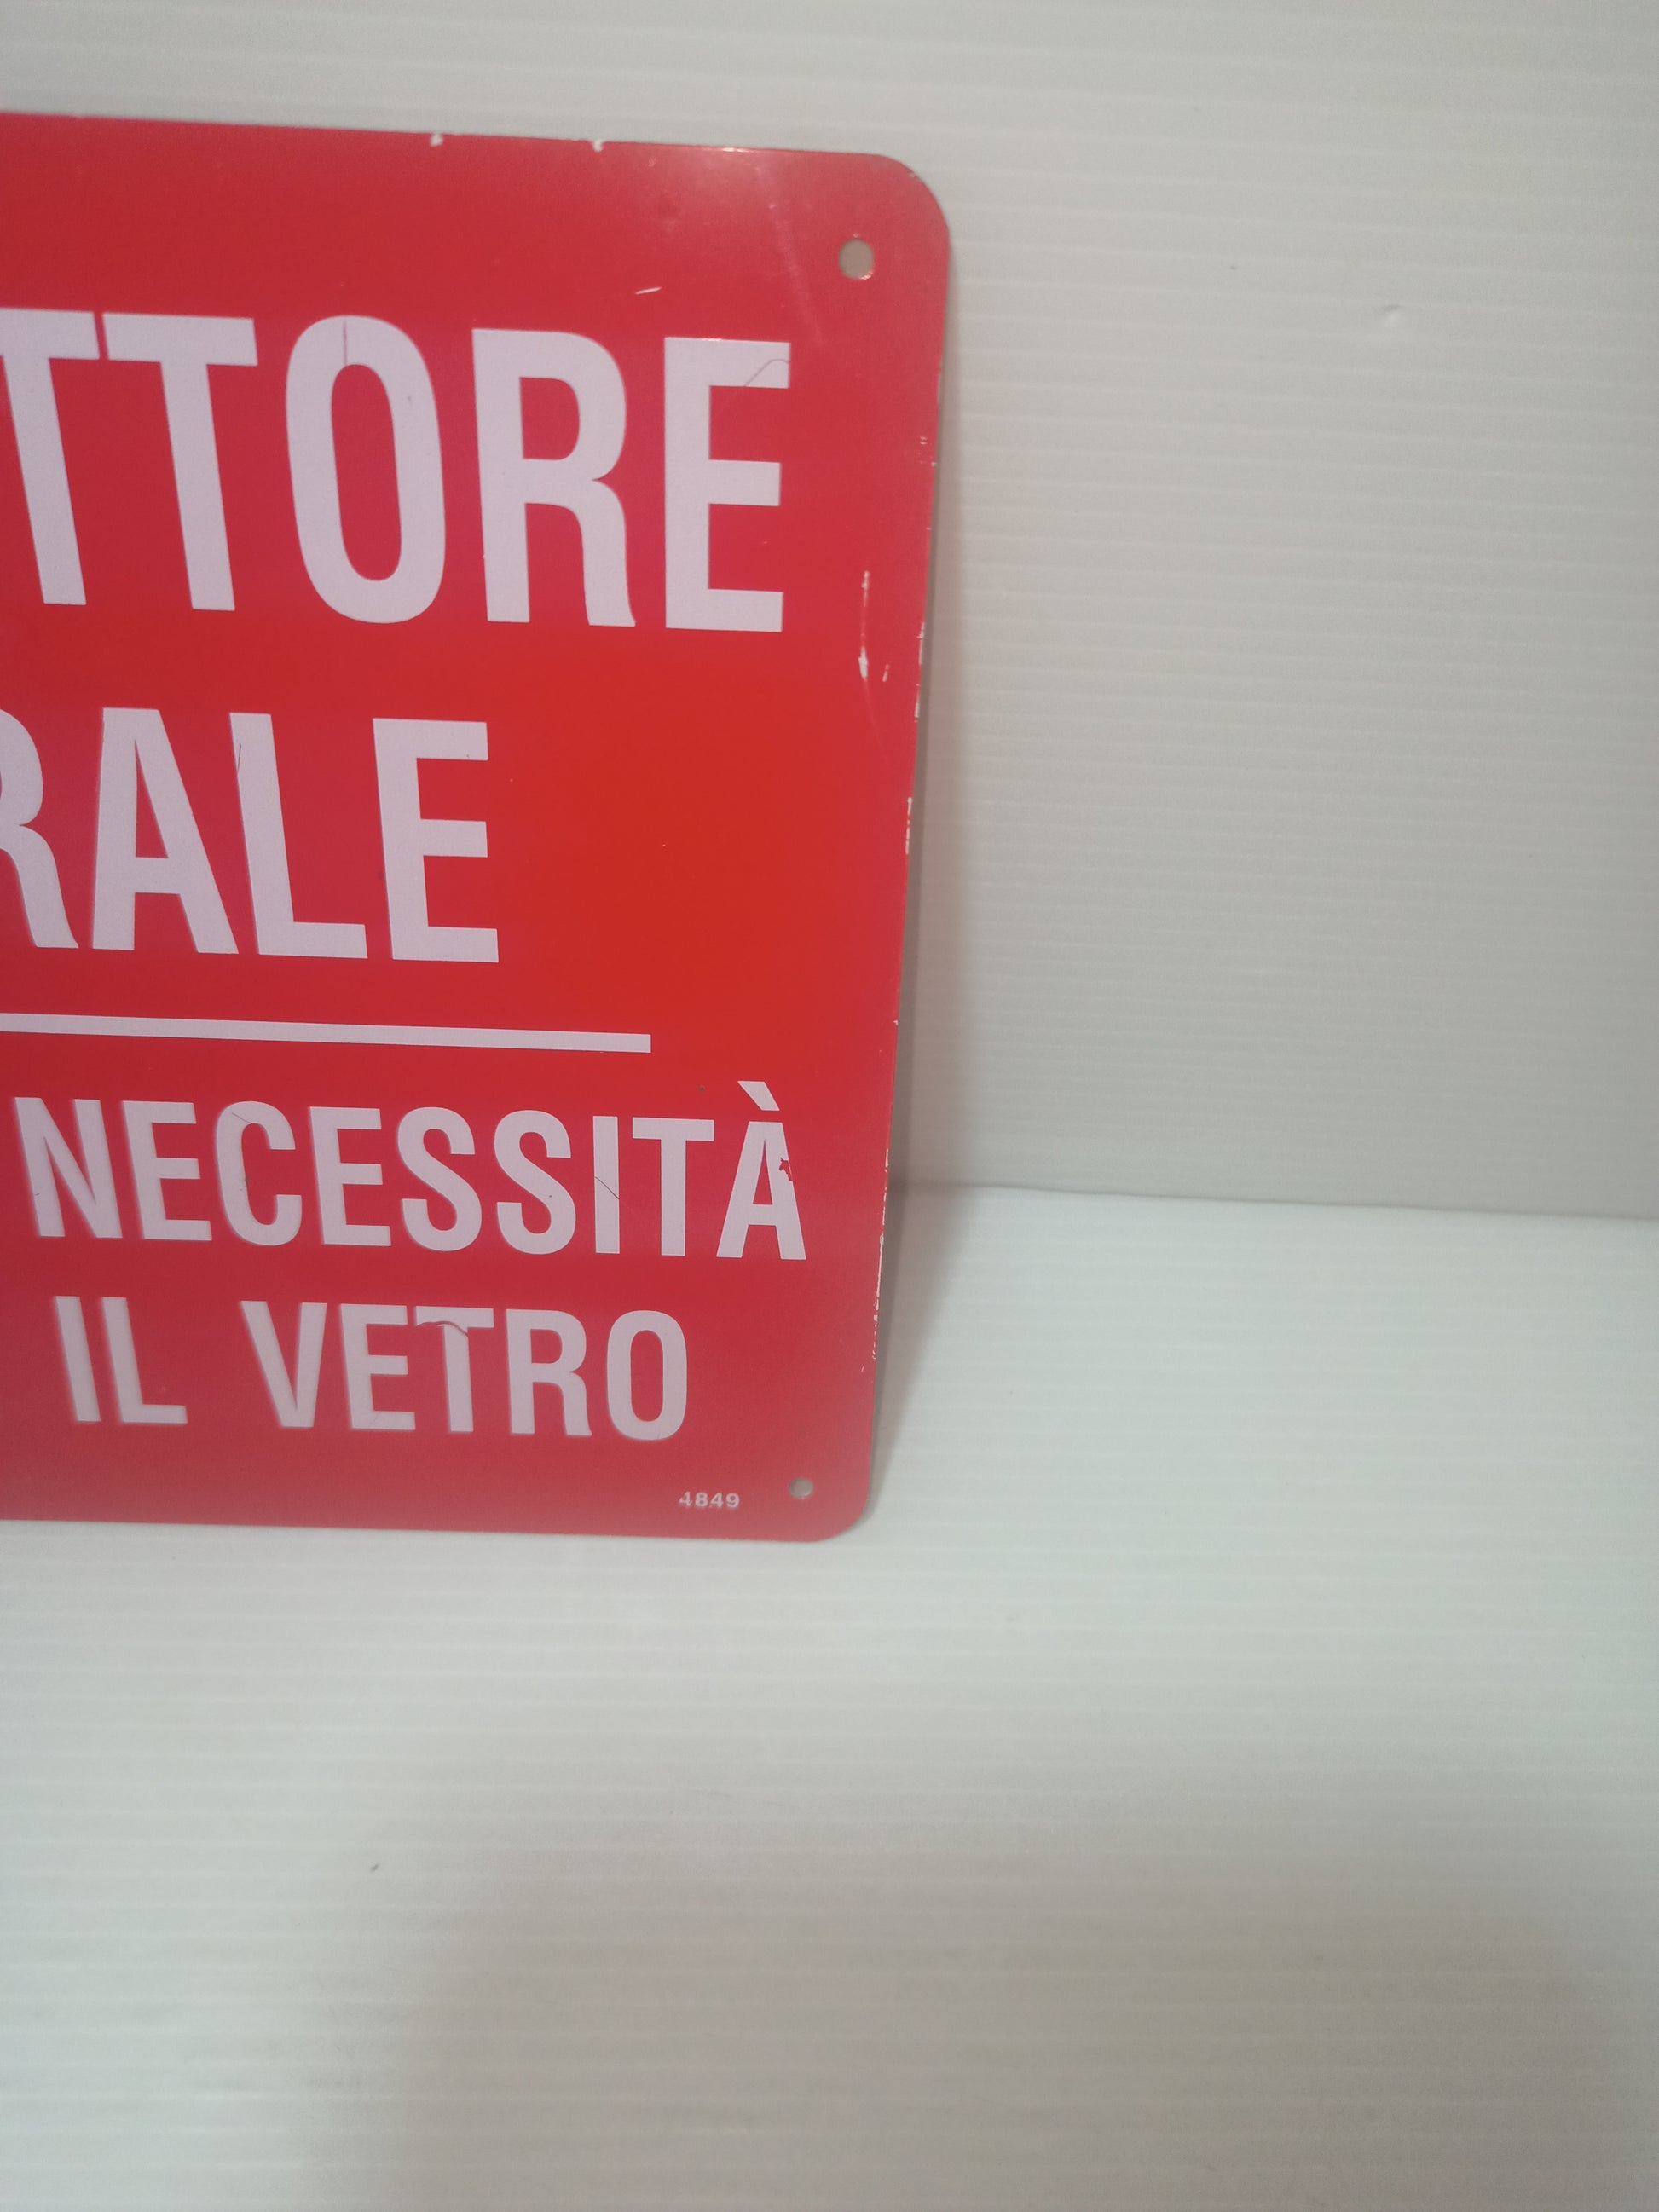 TTORE
RALE
NECESSITÀ
IL VETRO
4849